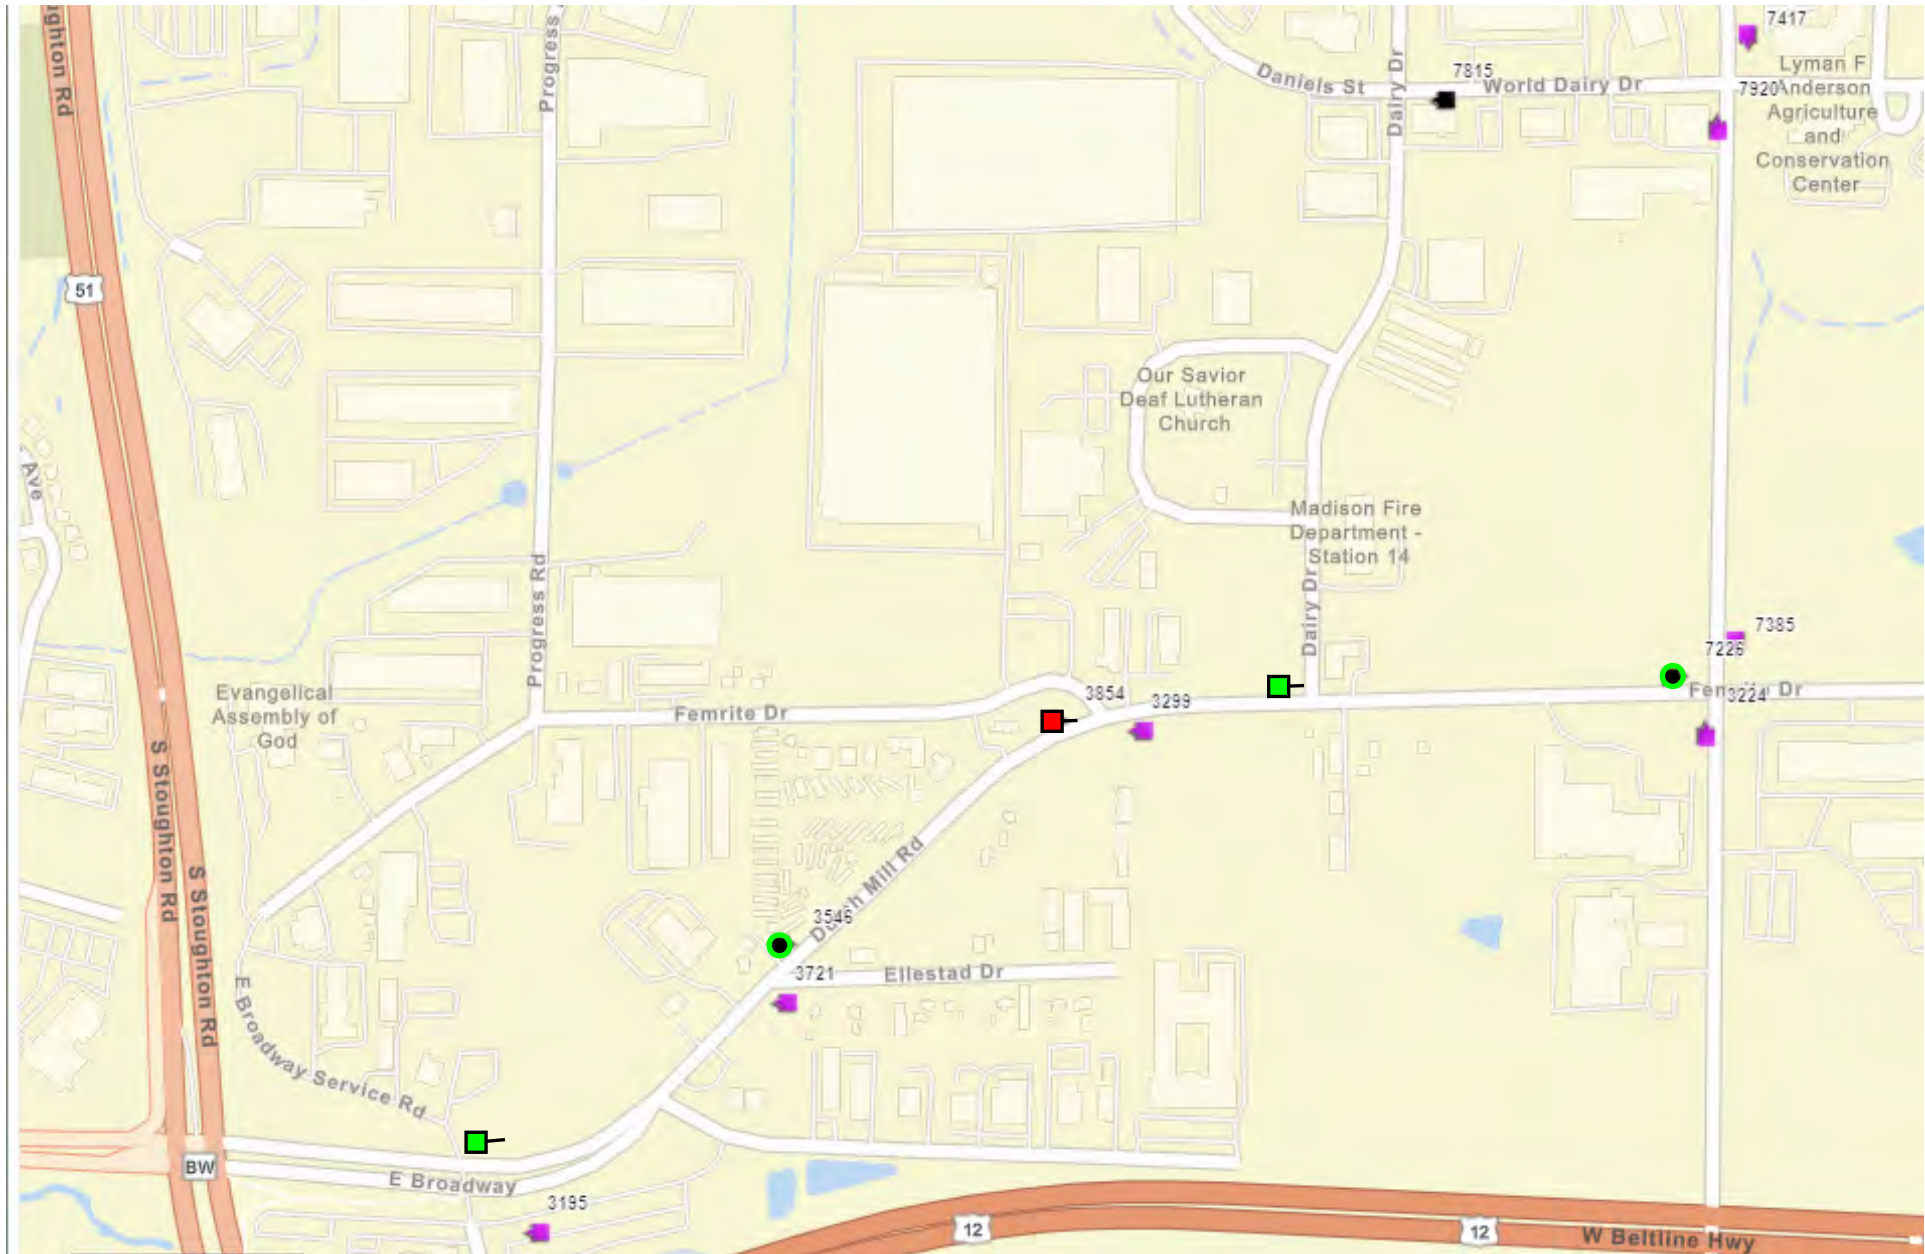 ghton Rd
ughton Rd
Progress
7417
Lyman F
Anderson
Agriculture
and
Conservation
Center
7920
7815
Daniels St
World Dairy Dr
Dairy Dr
51
Our Savior
Deaf Lutheran
Church
Ave
Madison Fire
Department -
Station 14
Progress Rd
Dairy Dr
7385
7226
Evangelical
Assembly of
God
Femrite Dr
3854
3299
3224
Dr
S Stoughton Rd
S Stoughton Rd
Mill Rd
3546
3721
Ellestad Dr
E Broadway Service Rd
BW
E Broadway
3195
12
12
W Beltline Hwy